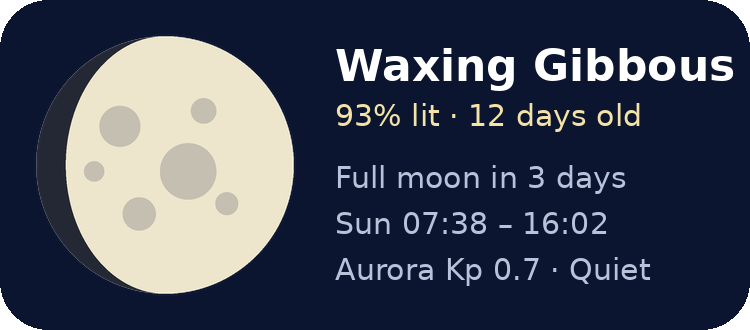 Waxing Gibbous
93% lit · 12 days old
Full moon in 3 days
Sun 07:38 – 16:02
Aurora Kp 0.7 · Quiet